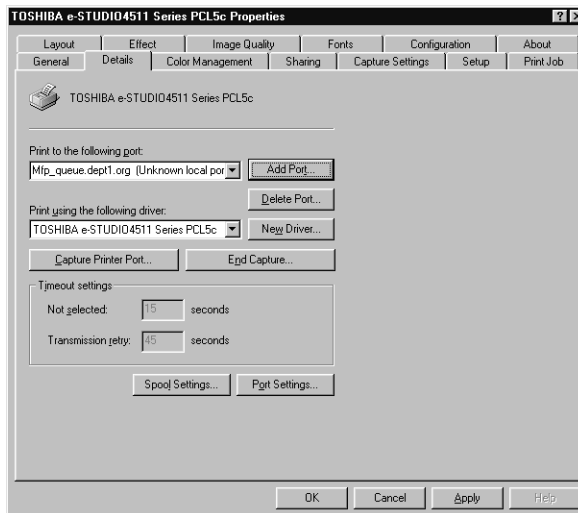 TOSHIBA e-STUDIO4511 Series PCL5c Properties
Layout Effect Image Quality Fonts Configuration About
General Details Color Management Sharing Capture Settings Setup Print Job
TOSHIBA e-STUDIO4511 Series PCL5c
Print to the following port:
Mfp_queue.dept1.org (Unknown local por
Add Port...
Delete Port...
Print using the following driver:
TOSHIBA e-STUDIO4511 Series PCL5c
New Driver...
Capture Printer Port... End Capture...
Timeout settings
Not selected: 15 seconds
Transmission retry: 45 seconds
Spool Settings... Port Settings...
OK Cancel Apply Help